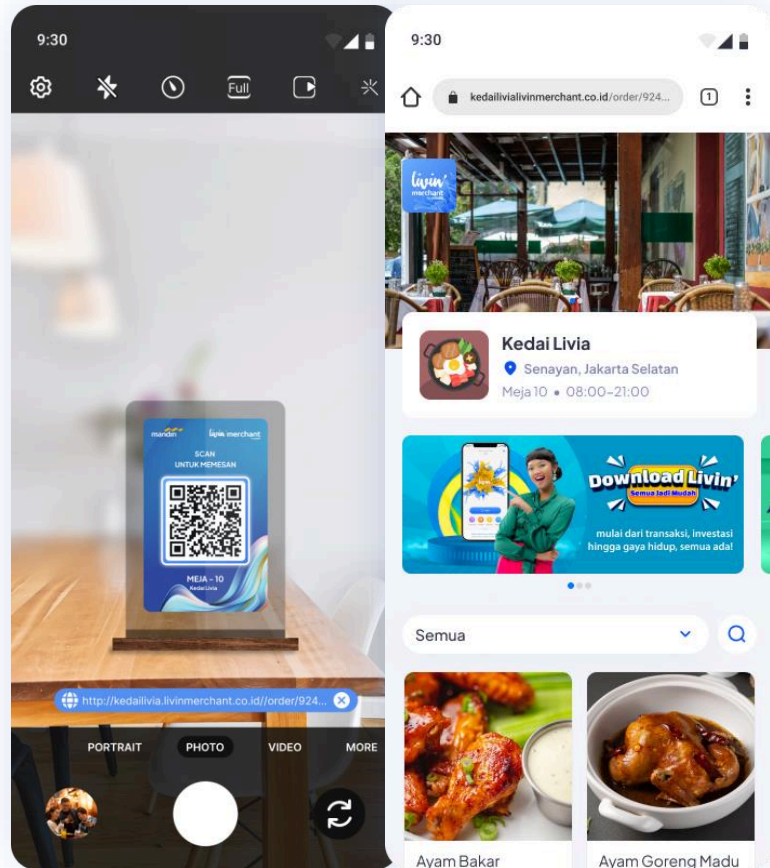 9:30
Full
mandiri
livin' merchant
SCAN
UNTUK MEMESAN
MEJA - 10
Kedai Livia
http://kedailivia.livinmerchant.co.id//order/924...
PORTRAIT
PHOTO
VIDEO
MORE
9:30
kedailivialivinmerchant.co.id/order/924...
1
livin'
merchant
Kedai Livia
Senayan, Jakarta Selatan
Meja 10 • 08:00–21:00
Download Livin'
Semua Jadi Mudah
mulai dari transaksi, investasi
hingga gaya hidup, semua ada!
Semua
Ayam Bakar
Ayam Goreng Madu